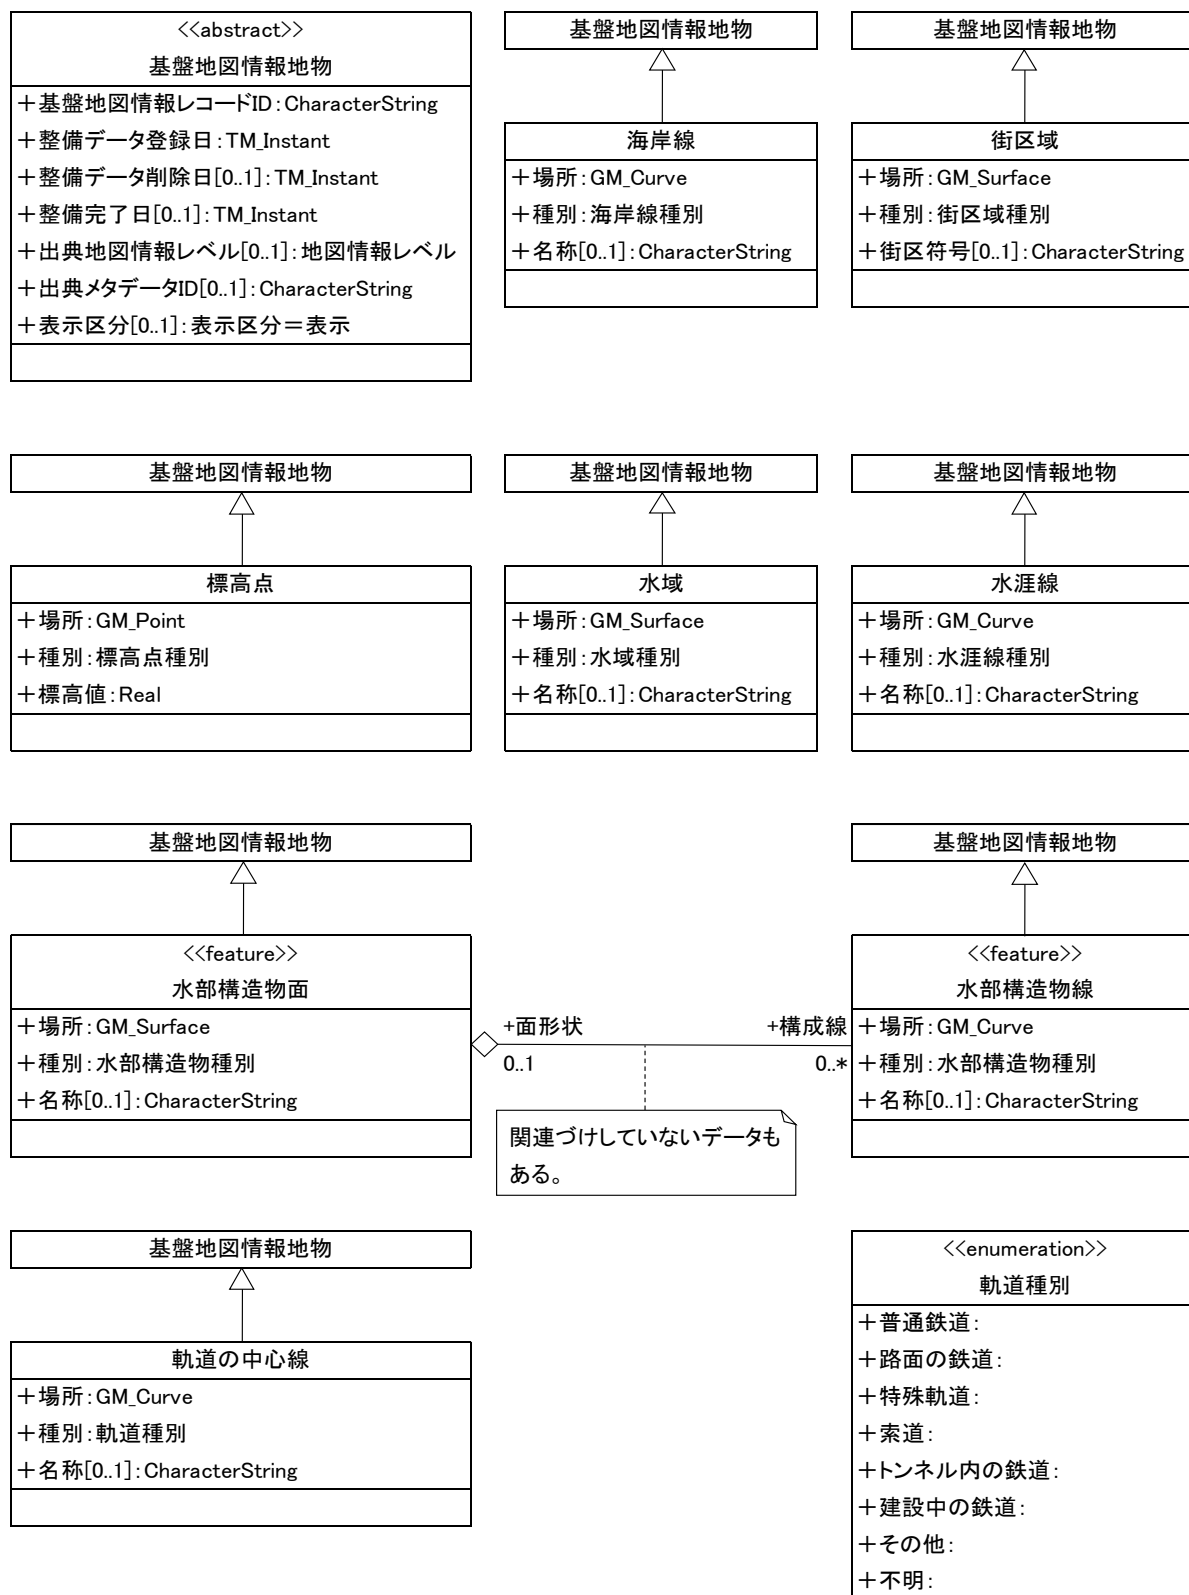 <<abstract>>
基盤地図情報地物
+基盤地図情報レコードID:CharacterString
+整備データ登録日:TM_Instant
+整備データ削除日[0..1]:TM_Instant
+整備完了日[0..1]:TM_Instant
+出典地図情報レベル[0..1]:地図情報レベル
+出典メタデータID[0..1]:CharacterString
+表示区分[0..1]:表示区分=表示
基盤地図情報地物
海岸線
+場所:GM_Curve
+種別:海岸線種別
+名称[0..1]:CharacterString
基盤地図情報地物
街区域
+場所:GM_Surface
+種別:街区域種別
+街区符号[0..1]:CharacterString
基盤地図情報地物
標高点
+場所:GM_Point
+種別:標高点種別
+標高値:Real
基盤地図情報地物
水域
+場所:GM_Surface
+種別:水域種別
+名称[0..1]:CharacterString
基盤地図情報地物
水涯線
+場所:GM_Curve
+種別:水涯線種別
+名称[0..1]:CharacterString
基盤地図情報地物
<<feature>>
水部構造物面
+場所:GM_Surface
+種別:水部構造物種別
+名称[0..1]:CharacterString
+面形状
0..1
+構成線
0..*
関連づけしていないデータも
ある。
基盤地図情報地物
<<feature>>
水部構造物線
+場所:GM_Curve
+種別:水部構造物種別
+名称[0..1]:CharacterString
基盤地図情報地物
軌道の中心線
+場所:GM_Curve
+種別:軌道種別
+名称[0..1]:CharacterString
<<enumeration>>
軌道種別
+普通鉄道:
+路面の鉄道:
+特殊軌道:
+索道:
+トンネル内の鉄道:
+建設中の鉄道:
+その他:
+不明: